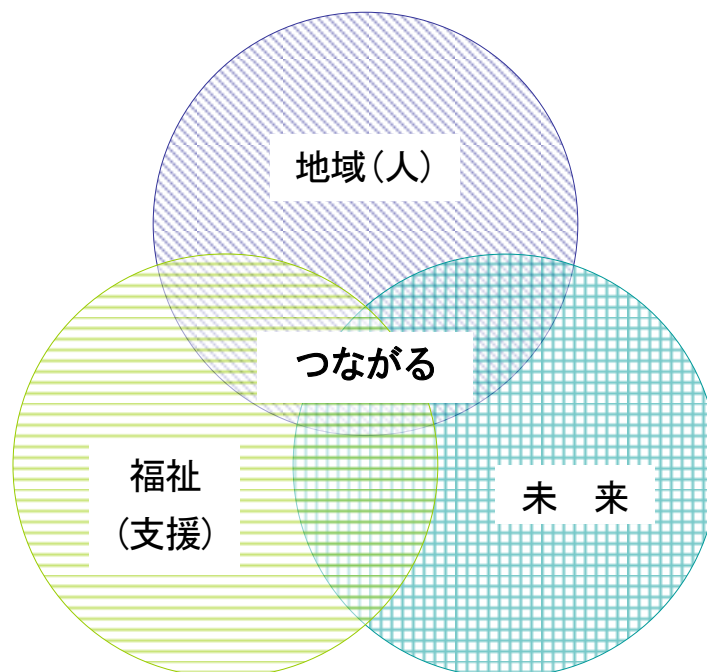 地域(人)
つながる
福祉
(支援)
未　来